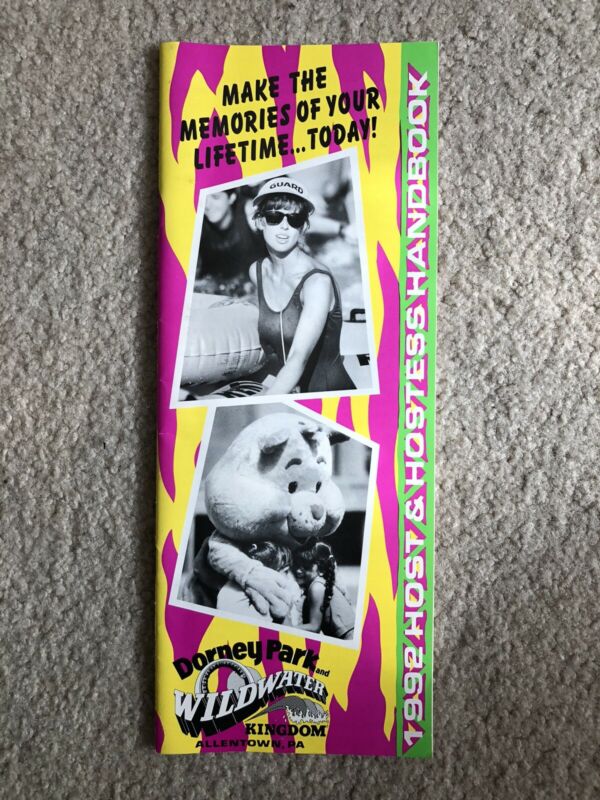 MAKE THE
MEMORIES OF YOUR
LIFETIME...TODAY!
GUARD
Dorney Park
and
WILDWATER
KINGDOM
ALLENTOWN, PA
1992 HOST & HOSTESS HANDBOOK